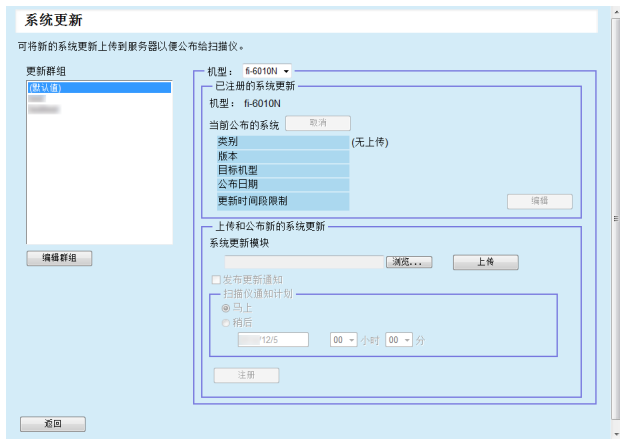 系统更新
可将新的系统更新上传到服务器以便公布给扫描仪。
更新群组
(默认值)
编辑群组
机型： fi-6010N
已注册的系统更新
机型： fi-6010N
当前公布的系统 取消
类别 (无上传)
版本
目标机型
公布日期
更新时间段限制 编辑
上传和公布新的系统更新
系统更新模块
浏览... 上传
发布更新通知
扫描仪通知计划
马上
稍后
/12/5 00 小时 00 分
注册
返回